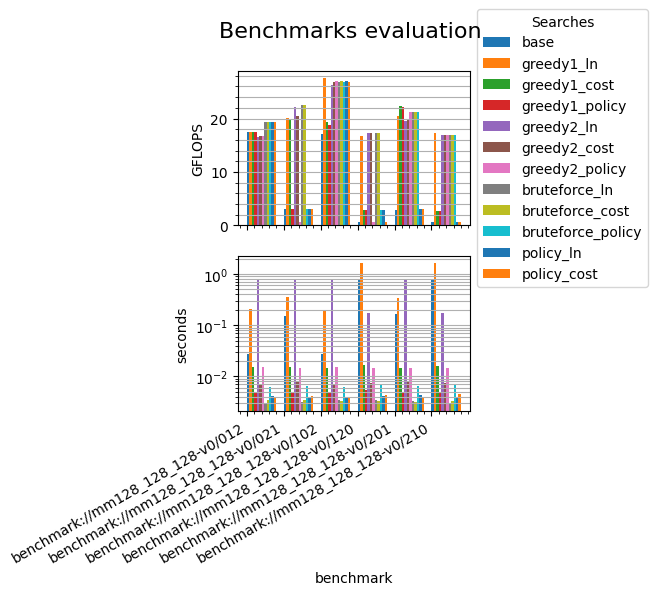 Benchmarks evaluation
Searches
base
greedy1_ln
greedy1_cost
greedy1_policy
greedy2_ln
greedy2_cost
greedy2_policy
bruteforce_ln
bruteforce_cost
bruteforce_policy
policy_ln
policy_cost
GFLOPS
20
10
0
seconds
10⁰
10⁻¹
10⁻²
benchmark://mm128_128_128-v0/012
benchmark://mm128_128_128-v0/021
benchmark://mm128_128_128-v0/102
benchmark://mm128_128_128-v0/120
benchmark://mm128_128_128-v0/201
benchmark://mm128_128_128-v0/210
benchmark